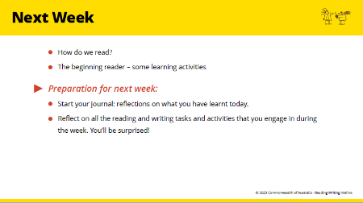 Next Week
How do we read?
The beginning reader – some learning activities.
Preparation for next week:
Start your journal: reflections on what you have learnt today.
Reflect on all the reading and writing tasks and activities that you engage in during
the week. You'll be surprised!
© 2023 Commonwealth of Australia - Reading Writing Hotline